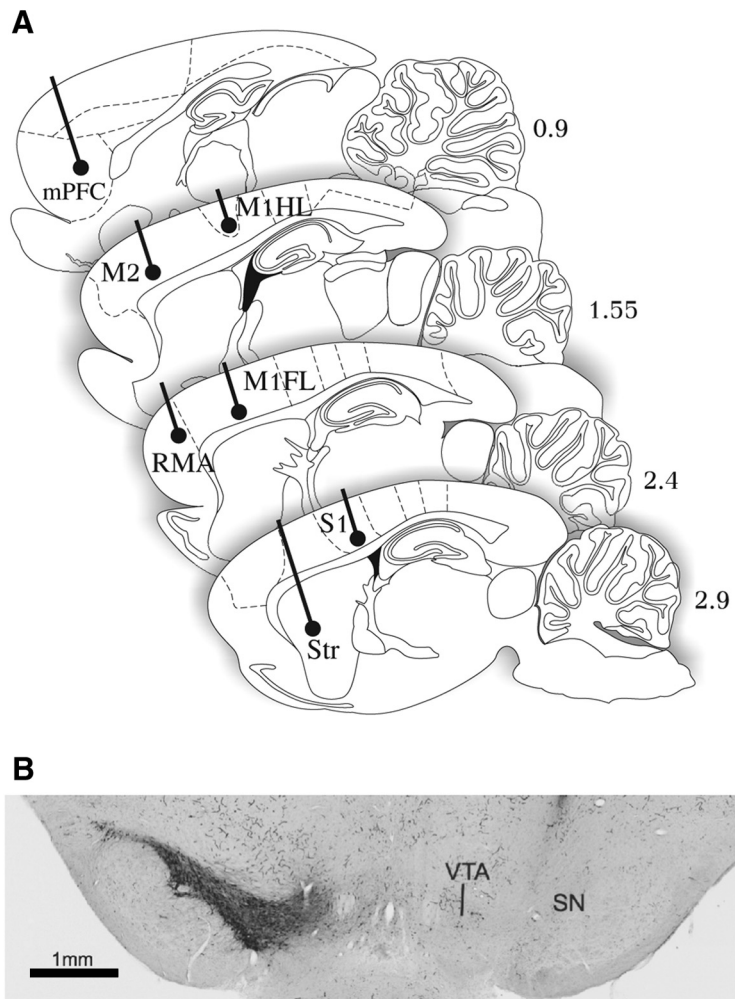 A
0.9
mPFC
M1HL
M2
1.55
M1FL
RMA
2.4
S1
2.9
Str
B
VTA
SN
1mm